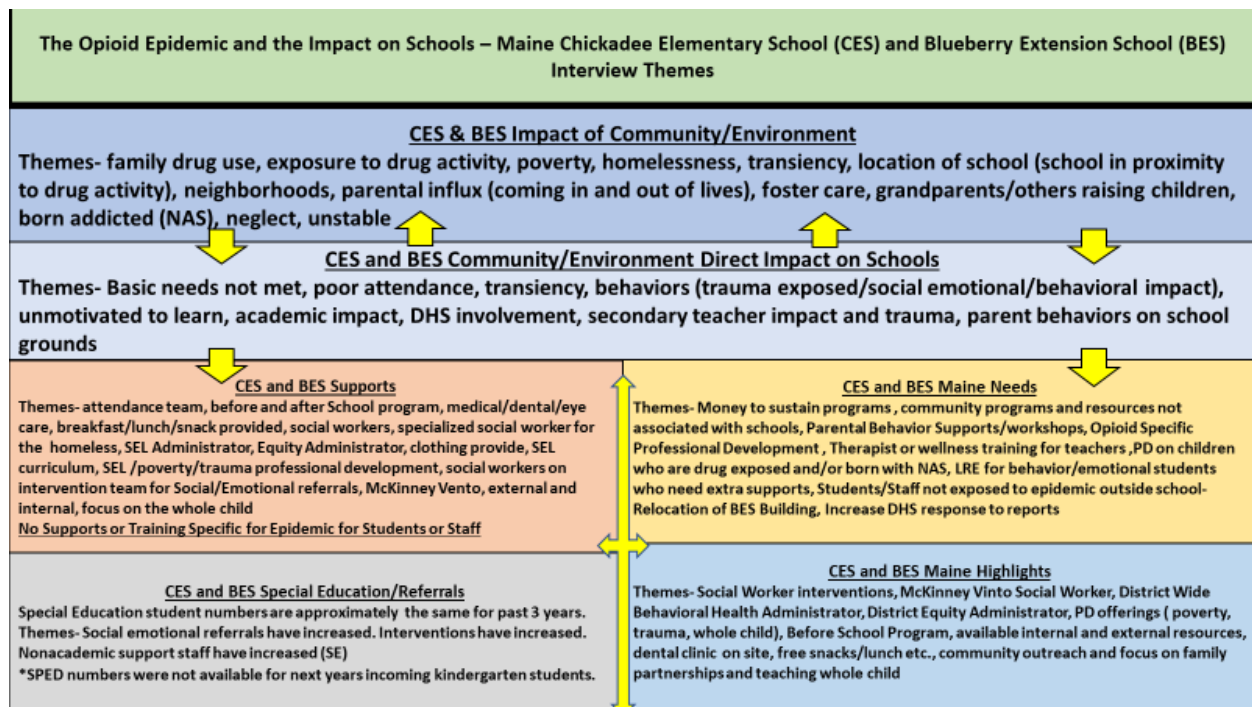 The Opioid Epidemic and the Impact on Schools – Maine Chickadee Elementary School (CES) and Blueberry Extension School (BES)
Interview Themes
CES & BES Impact of Community/Environment
Themes- family drug use, exposure to drug activity, poverty, homelessness, transiency, location of school (school in proximity
to drug activity), neighborhoods, parental influx (coming in and out of lives), foster care, grandparents/others raising children,
born addicted (NAS), neglect, unstable
CES and BES Community/Environment Direct Impact on Schools
Themes- Basic needs not met, poor attendance, transiency, behaviors (trauma exposed/social emotional/behavioral impact),
unmotivated to learn, academic impact, DHS involvement, secondary teacher impact and trauma, parent behaviors on school
grounds
CES and BES Supports
Themes- attendance team, before and after School program, medical/dental/eye
care, breakfast/lunch/snack provided, social workers, specialized social worker for
the homeless, SEL Administrator, Equity Administrator, clothing provide, SEL
curriculum, SEL /poverty/trauma professional development, social workers on
intervention team for Social/Emotional referrals, McKinney Vento, external and
internal, focus on the whole child
No Supports or Training Specific for Epidemic for Students or Staff
CES and BES Maine Needs
Themes- Money to sustain programs , community programs and resources not
associated with schools, Parental Behavior Supports/workshops, Opioid Specific
Professional Development , Therapist or wellness training for teachers ,PD on children
who are drug exposed and/or born with NAS, LRE for behavior/emotional students
who need extra supports, Students/Staff not exposed to epidemic outside school-
Relocation of BES Building, Increase DHS response to reports
CES and BES Special Education/Referrals
Special Education student numbers are approximately the same for past 3 years.
Themes- Social emotional referrals have increased. Interventions have increased.
Nonacademic support staff have increased (SE)
*SPED numbers were not available for next years incoming kindergarten students.
CES and BES Maine Highlights
Themes- Social Worker interventions, McKinney Vinto Social Worker, District Wide
Behavioral Health Administrator, District Equity Administrator, PD offerings ( poverty,
trauma, whole child), Before School Program, available internal and external resources,
dental clinic on site, free snacks/lunch etc., community outreach and focus on family
partnerships and teaching whole child